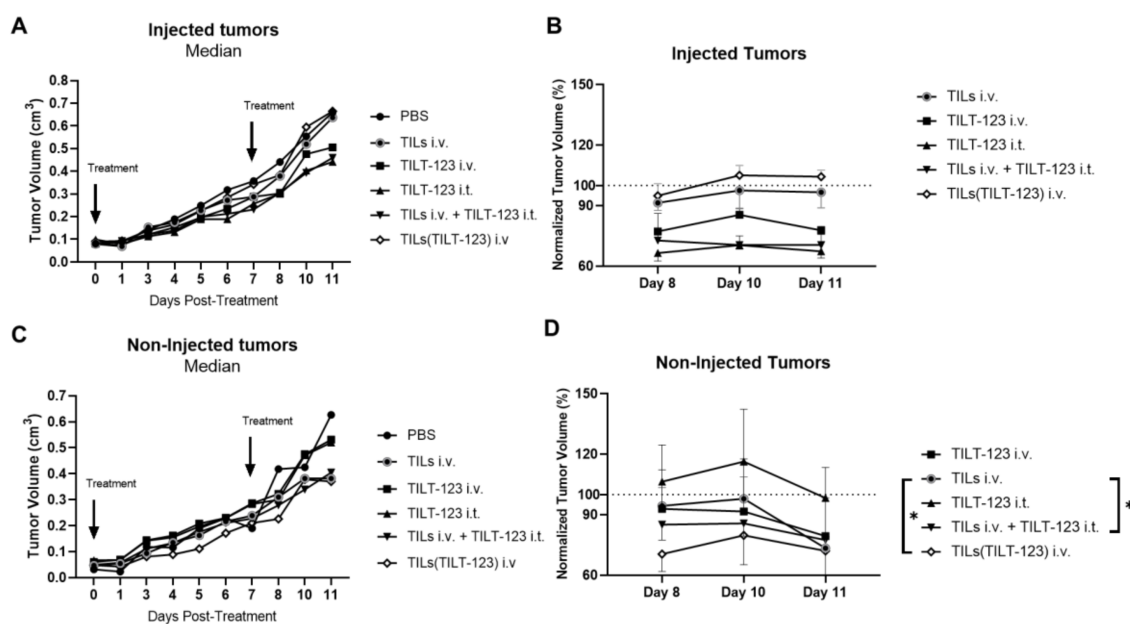 A
Injected tumors
Median
Tumor Volume (cm³)
0.8
0.7
0.6
0.5
0.4
0.3
0.2
0.1
0.0
Treatment
Treatment
0 1 3 4 5 6 7 8 10 11
Days Post-Treatment
PBS
TILs i.v.
TILT-123 i.v.
TILT-123 i.t.
TILs i.v. + TILT-123 i.t.
TILs(TILT-123) i.v
B
Injected Tumors
Normalized Tumor Volume (%)
150
120
100
90
60
Day 8 Day 10 Day 11
TILs i.v.
TILT-123 i.v.
TILT-123 i.t.
TILs i.v. + TILT-123 i.t.
TILs(TILT-123) i.v.
C
Non-Injected tumors
Median
Tumor Volume (cm³)
0.7
0.6
0.5
0.4
0.3
0.2
0.1
0.0
Treatment
Treatment
0 1 3 4 5 6 7 8 10 11
Days Post-Treatment
PBS
TILs i.v.
TILT-123 i.v.
TILT-123 i.t.
TILs i.v. + TILT-123 i.t.
TILs(TILT-123) i.v
D
Non-Injected Tumors
Normalized Tumor Volume (%)
150
120
100
90
60
Day 8 Day 10 Day 11
TILT-123 i.v.
TILs i.v.
TILT-123 i.t.
TILs i.v. + TILT-123 i.t.
TILs(TILT-123) i.v.
*
*